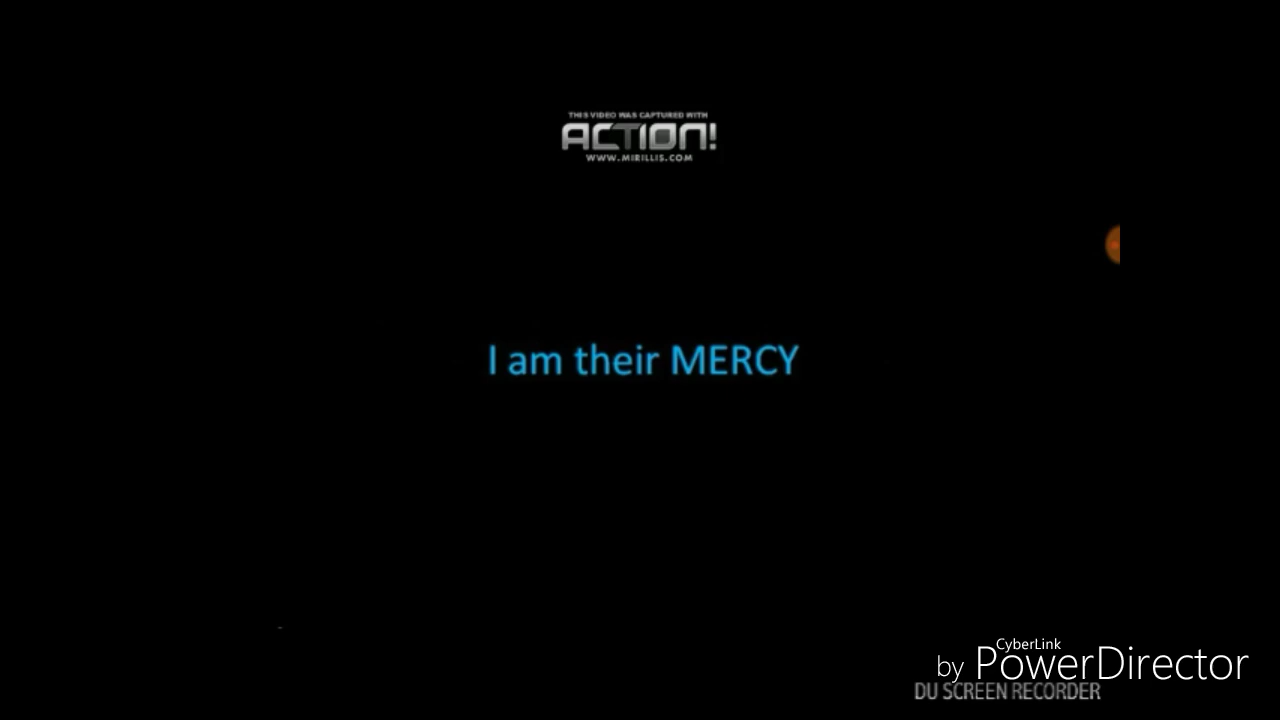 THIS VIDEO WAS CAPTURED WITH
ACTION!
WWW.MIRILLIS.COM
I am their MERCY
CyberLink
by PowerDirector
DU SCREEN RECORDER